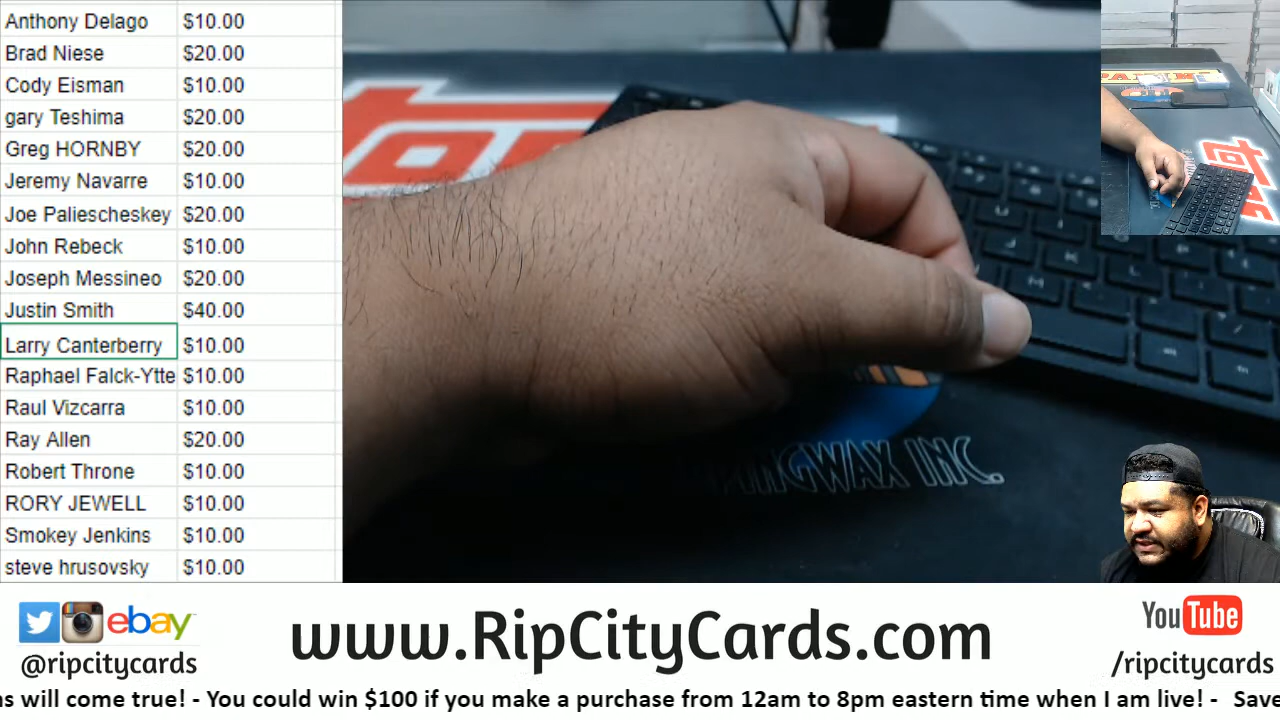 Anthony Delago $10.00
Brad Niese $20.00
Cody Eisman $10.00
gary Teshima $20.00
Greg HORNBY $20.00
Jeremy Navarre $10.00
Joe Paliescheskey $20.00
John Rebeck $10.00
Joseph Messineo $20.00
Justin Smith $40.00
Larry Canterberry $10.00
Raphael Falck-Ytte $10.00
Raul Vizcarra $10.00
Ray Allen $20.00
Robert Throne $10.00
RORY JEWELL $10.00
Smokey Jenkins $10.00
steve hrusovsky $10.00
PINGWAX INC.
ebay
@ripcitycards
www.RipCityCards.com
YouTube
/ripcitycards
s will come true! - You could win $100 if you make a purchase from 12am to 8pm eastern time when I am live! - Save